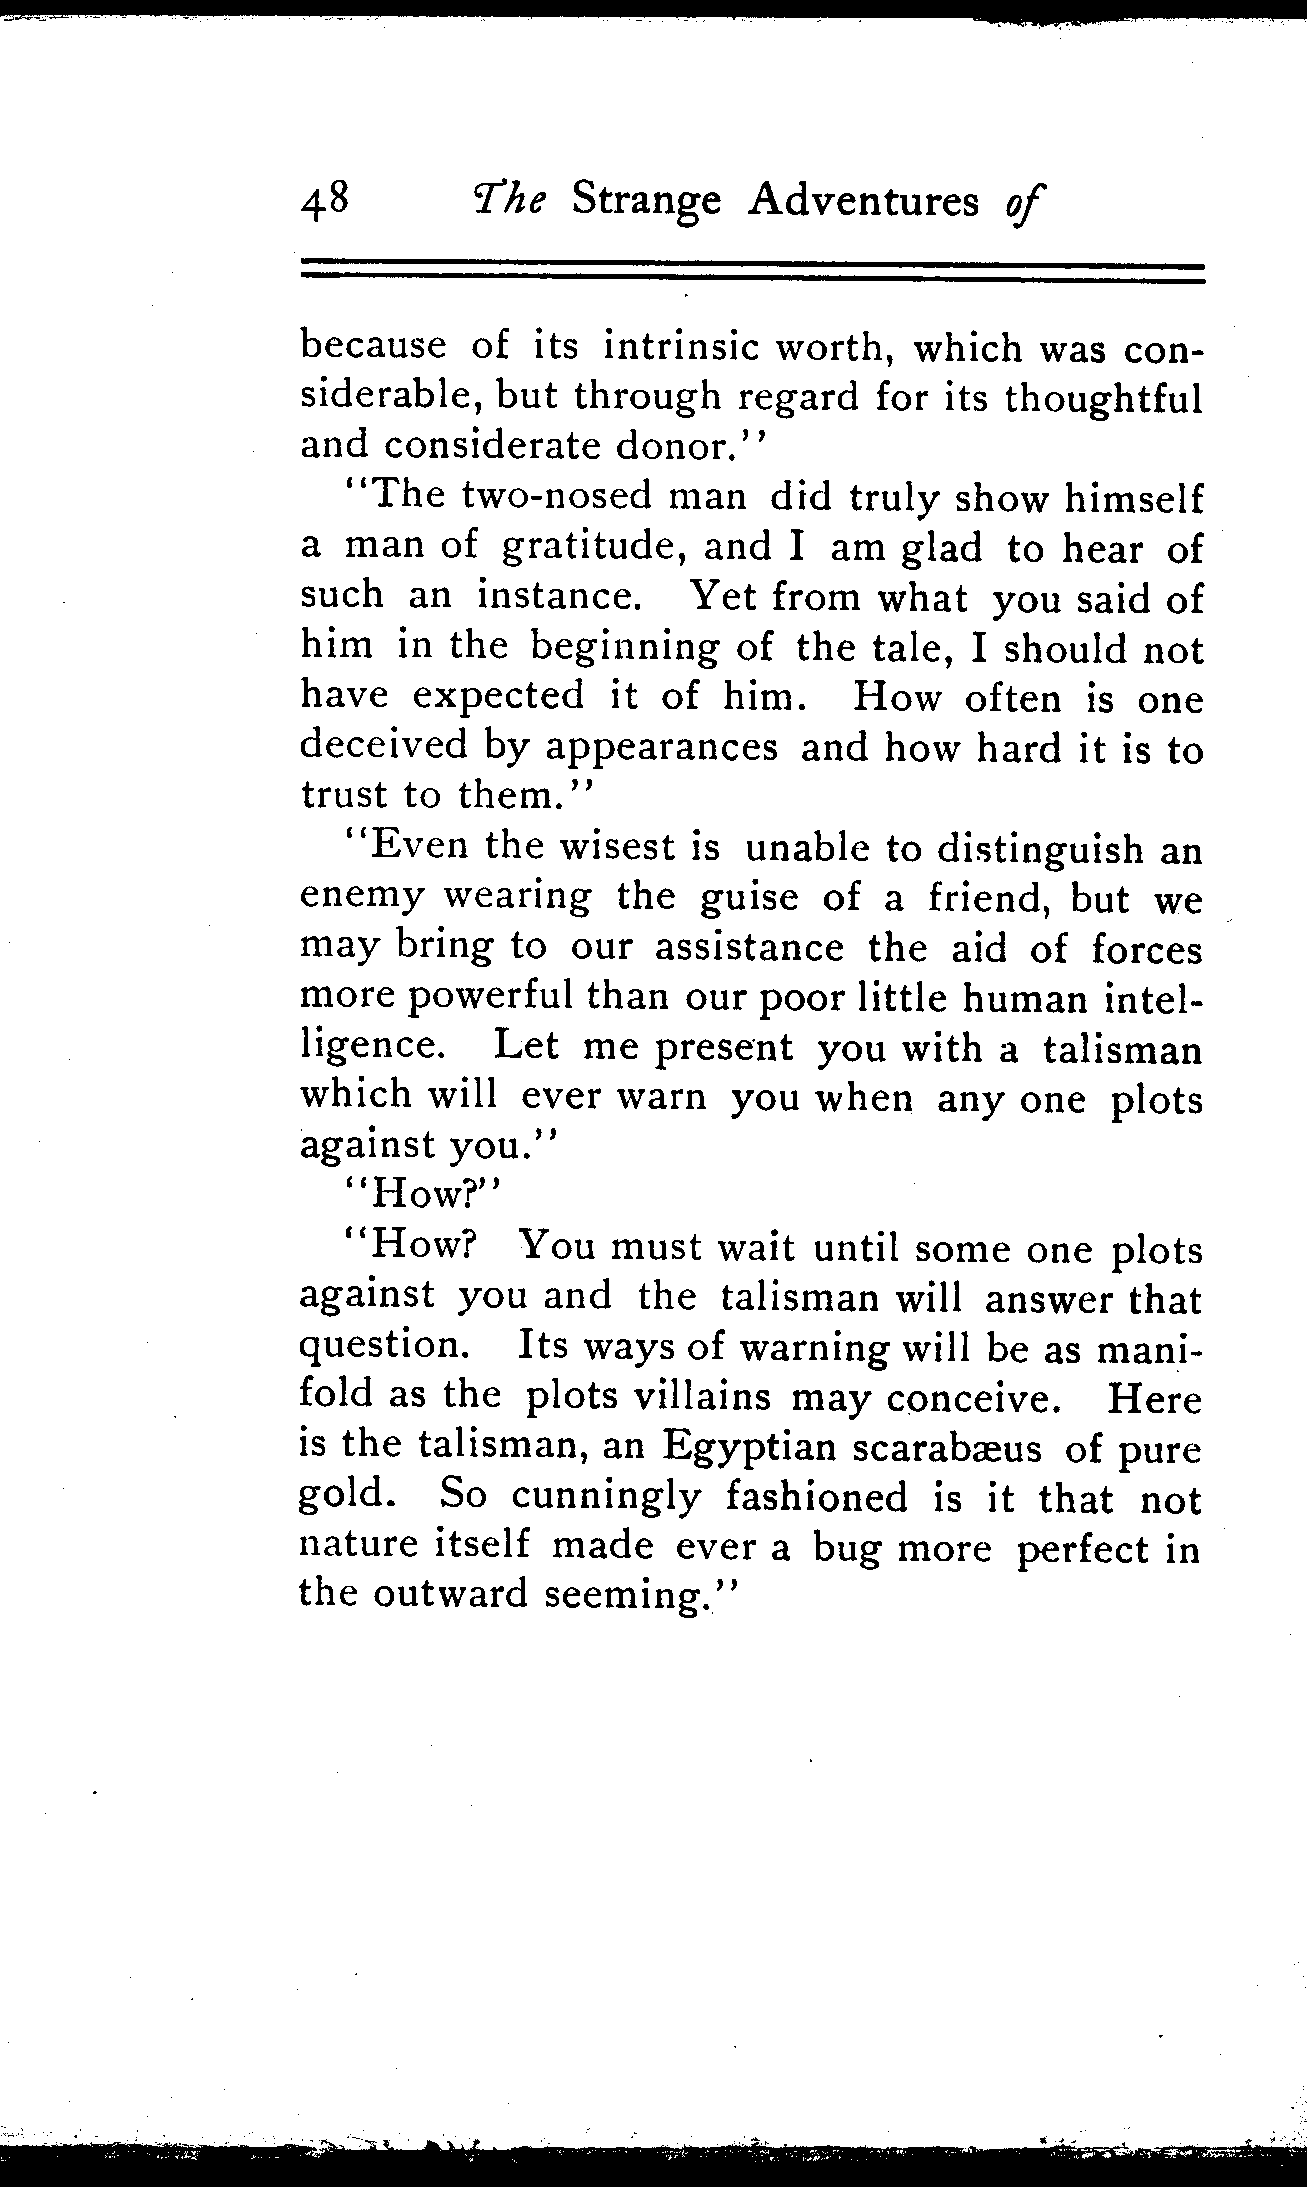 48 The Strange Adventures of
because of its intrinsic worth, which was con-
siderable, but through regard for its thoughtful
and considerate donor.''
"The two-nosed man did truly show himself
a man of gratitude, and I am glad to hear of
such an instance. Yet from what you said of
him in the beginning of the tale, I should not
have expected it of him. How often is one
deceived by appearances and how hard it is to
trust to them."
"Even the wisest is unable to distinguish an
enemy wearing the guise of a friend, but we
may bring to our assistance the aid of forces
more powerful than our poor little human intel-
ligence. Let me present you with a talisman
which will ever warn you when any one plots
against you."
"How?"
"How? You must wait until some one plots
against you and the talisman will answer that
question. Its ways of warning will be as mani-
fold as the plots villains may conceive. Here
is the talisman, an Egyptian scarabæus of pure
gold. So cunningly fashioned is it that not
nature itself made ever a bug more perfect in
the outward seeming."